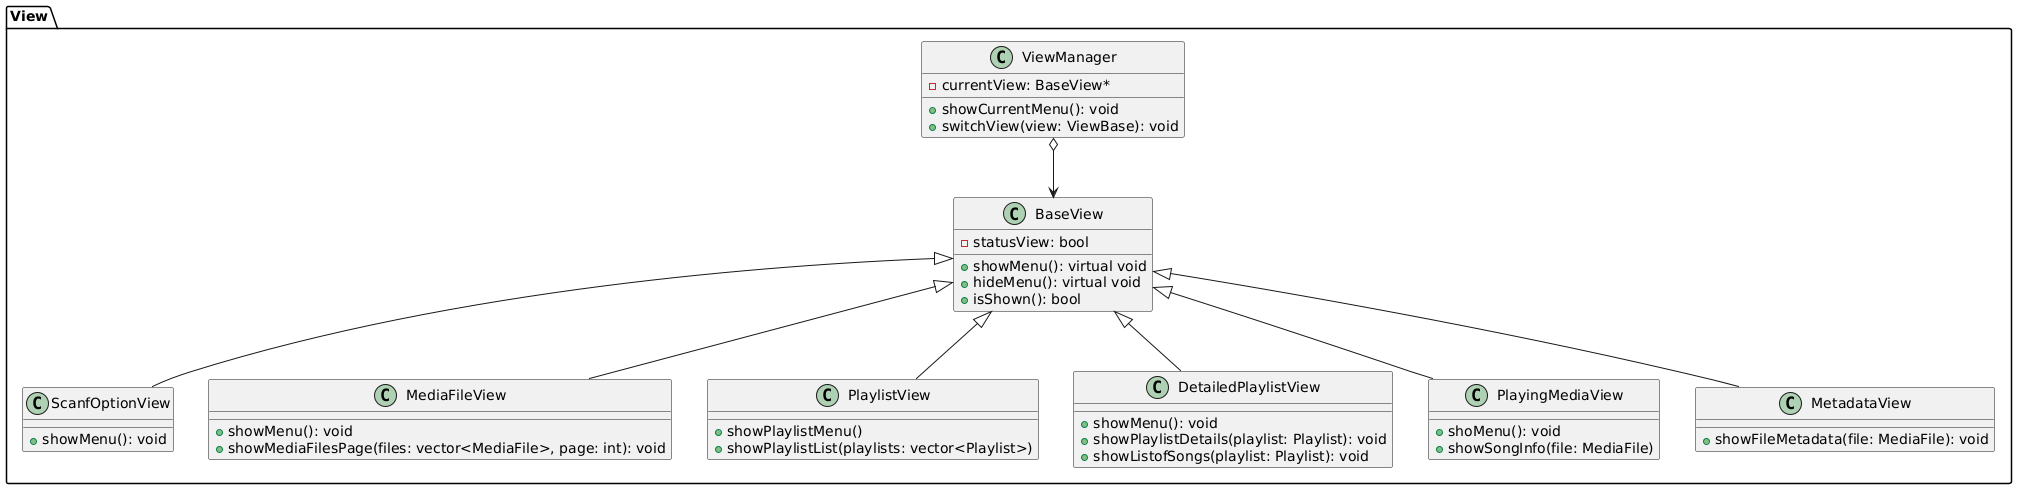 View
C ViewManager
currentView: BaseView*
showCurrentMenu(): void
switchView(view: ViewBase): void
C BaseView
statusView: bool
showMenu(): virtual void
hideMenu(): virtual void
isShown(): bool
C ScanfOptionView
showMenu(): void
C MediaFileView
showMenu(): void
showMediaFilesPage(files: vector<MediaFile>, page: int): void
C PlaylistView
showPlaylistMenu()
showPlaylistList(playlists: vector<Playlist>)
C DetailedPlaylistView
showMenu(): void
showPlaylistDetails(playlist: Playlist): void
showListofSongs(playlist: Playlist): void
C PlayingMediaView
shoMenu(): void
showSongInfo(file: MediaFile)
C MetadataView
showFileMetadata(file: MediaFile): void